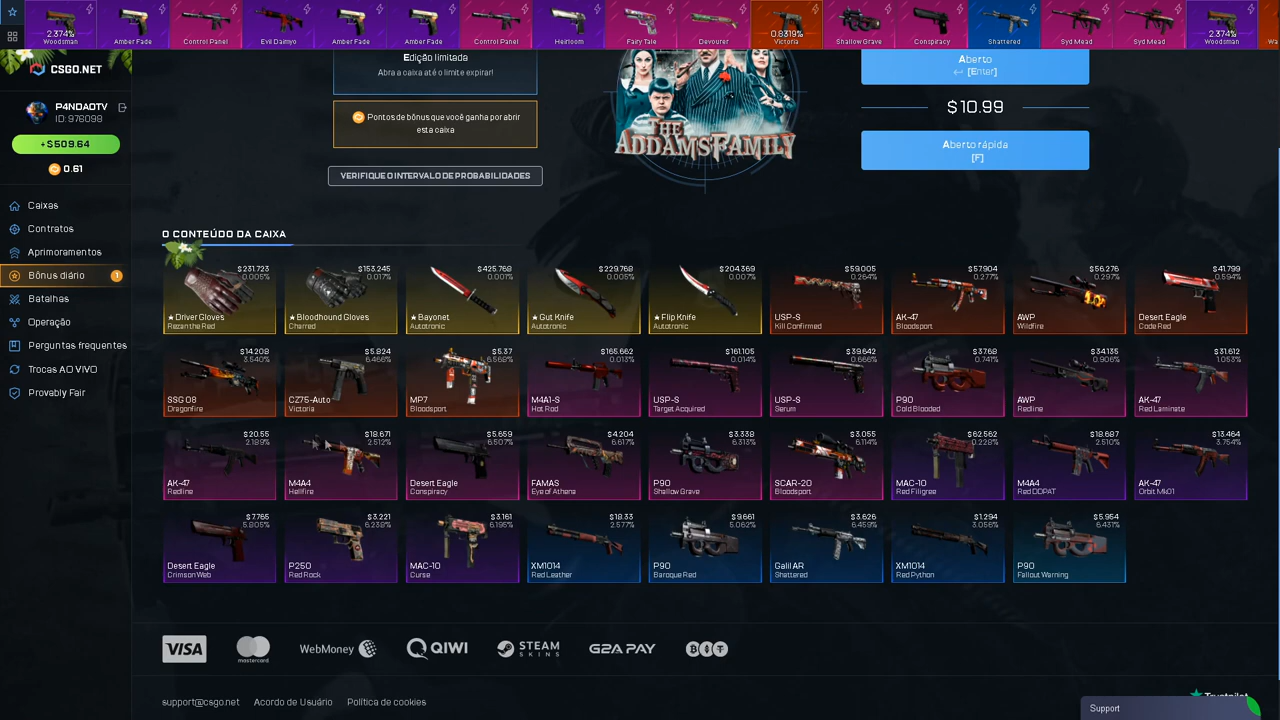 2.374%
Woodsman
Amber Fade
Control Panel
Evil Daimyo
Amber Fade
Amber Fade
Control Panel
Heirloom
Fairy Tale
Devourer
0.8319%
Victoria
Shallow Grave
Conspiracy
Shattered
Syd Mead
Syd Mead
2.374%
Woodsman
Wa
CSGO.NET
P4NDAOTV
ID: 978098
+$509.64
0.61
Caixas
Contratos
Aprimoramentos
Bônus diário
1
Batalhas
Operação
Perguntas frequentes
Trocas AO VIVO
Provably Fair
Edição limitada
Abra a caixa até o limite expirar!
Pontos de bônus que você ganha por abrir
esta caixa
VERIFIQUE O INTERVALO DE PROBABILIDADES
THE
ADDAMS FAMILY
Aberto
[Enter]
$10.99
Aberto rápida
[F]
O CONTEÚDO DA CAIXA
$231.723
0.005%
★ Driver Gloves
Rezan the Red
$153.245
0.017%
★ Bloodhound Gloves
Charred
$425.768
0.001%
★ Bayonet
Autotronic
$229.768
0.005%
★ Gut Knife
Autotronic
$204.369
0.007%
★ Flip Knife
Autotronic
$59.005
0.264%
USP-S
Kill Confirmed
$57.904
0.277%
AK-47
Bloodsport
$56.276
0.297%
AWP
Wildfire
$41.799
0.594%
Desert Eagle
Code Red
$14.208
3.540%
SSG 08
Dragonfire
$5.824
6.466%
CZ75-Auto
Victoria
$5.37
6.568%
MP7
Bloodsport
$165.662
0.013%
M4A1-S
Hot Rod
$161.105
0.014%
USP-S
Target Acquired
$39.642
0.666%
USP-S
Serum
$37.68
0.741%
P90
Cold Blooded
$34.135
0.906%
AWP
Redline
$31.612
1.053%
AK-47
Red Laminate
$20.55
2.189%
AK-47
Redline
$18.671
2.512%
M4A4
Hellfire
$5.659
6.507%
Desert Eagle
Conspiracy
$4.204
6.617%
FAMAS
Eye of Athena
$3.338
6.313%
P90
Shallow Grave
$3.055
6.114%
SCAR-20
Bloodsport
$62.562
0.228%
MAC-10
Red Filigree
$18.687
2.510%
M4A4
Red DDPAT
$13.464
3.754%
AK-47
Orbit Mk01
$7.765
5.805%
Desert Eagle
Crimson Web
$3.221
6.239%
P250
Red Rock
$3.161
6.195%
MAC-10
Curse
$18.33
2.577%
XM1014
Red Leather
$9.661
5.062%
P90
Baroque Red
$3.626
6.459%
Galil AR
Shattered
$1.294
3.056%
XM1014
Red Python
$5.954
6.431%
P90
Fallout Warning
VISA
mastercard
WebMoney
QIWI
STEAM
SKINS
G2A PAY
support@csgo.net
Acordo de Usuário
Política de cookies
Trustpilot
Support